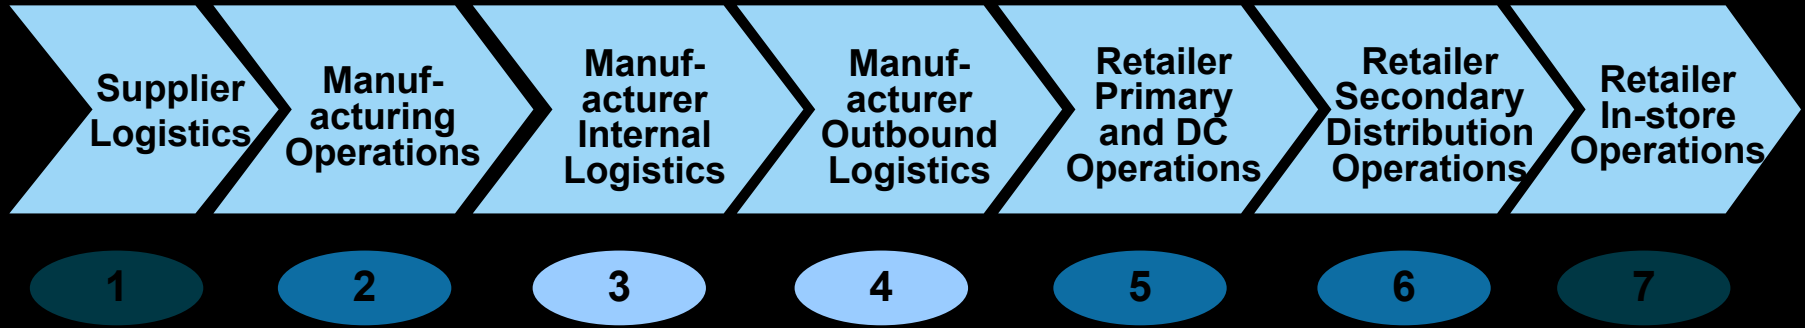 Supplier
Logistics
Manuf-
acturing
Operations
Manuf-
acturer
Internal
Logistics
Manuf-
acturer
Outbound
Logistics
Retailer
Primary
and DC
Operations
Retailer
Secondary
Distribution
Operations
Retailer
In-store
Operations
1
2
3
4
5
6
7